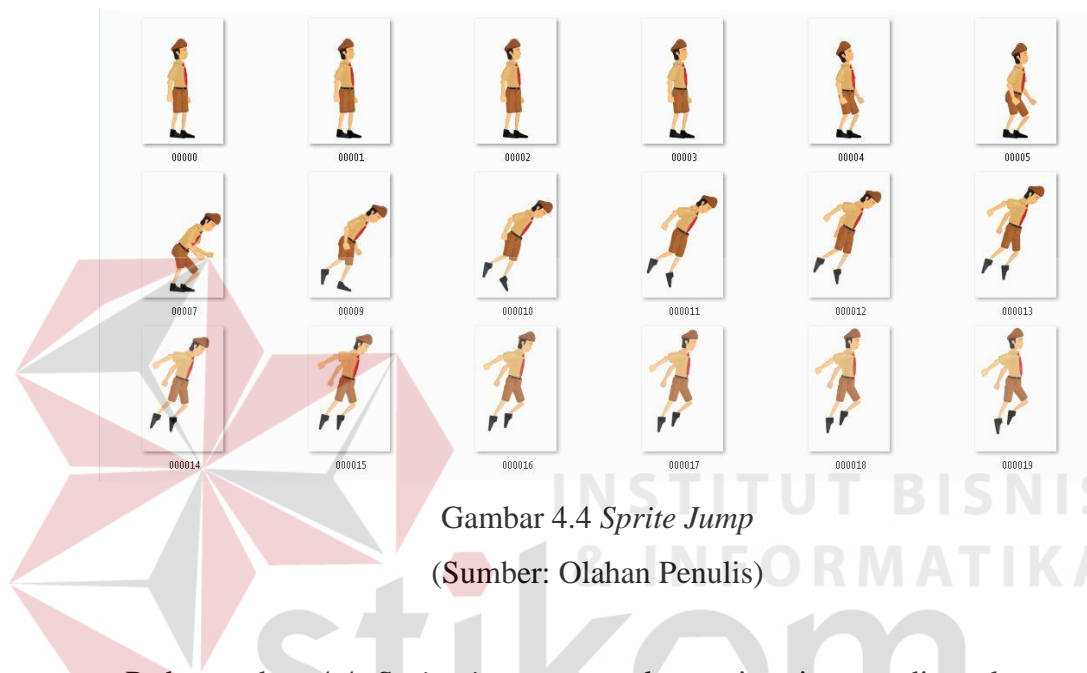 00000 00001 00002 00003 00004 00005
00007 00009 000010 000011 000012 000013
000014 000015 000016 000017 000018 000019
INSTITUT BISNIS
Gambar 4.4 Sprite Jump
& INFORMATIKA
(Sumber: Olahan Penulis)
stikom